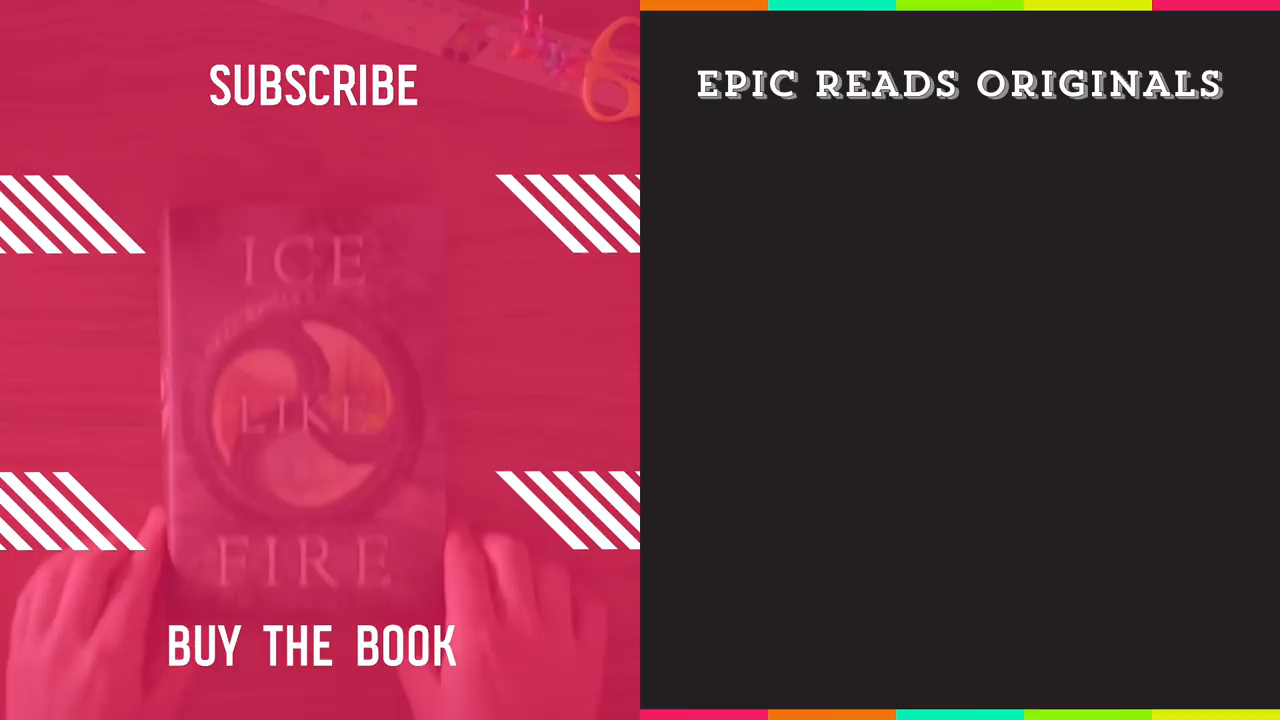 SUBSCRIBE
ICE
LIKE
FIRE
BUY THE BOOK
EPIC READS ORIGINALS